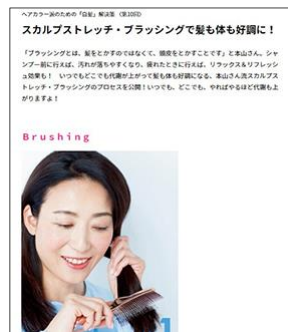 ヘアカラー派のための「白髪」解決策（第10回）
スカルプストレッチ・ブラッシングで髪も体も好調に！
「ブラッシングとは、髪をとかすのではなくて、頭皮をとかすことです」と本山さん。シャ
ンプー前に行えば、汚れが落ちやすくなり、疲れたときに行えば、リラックス＆リフレッシ
ュ効果も！　いつでもどこでも代謝が上がって髪も体も好調になる、本山さん流スカルプス
トレッチ・ブラッシングのプロセスを公開！いつでも、どこでも、やればやるほど代謝も上
がりますよ！
Brushing
1